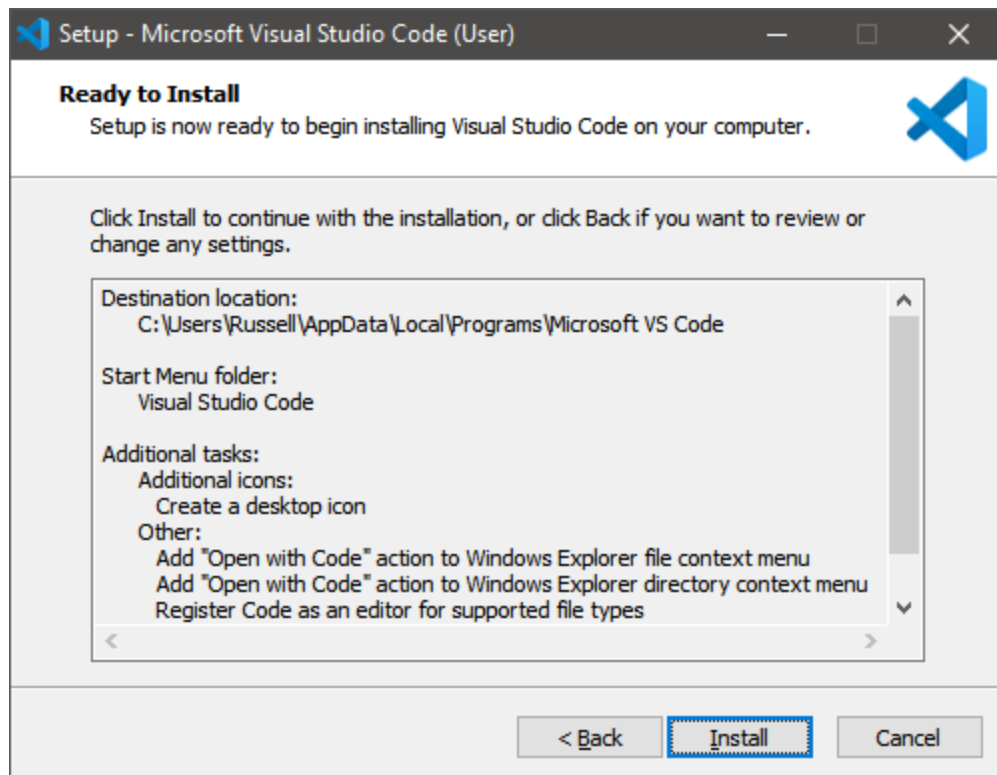 Setup - Microsoft Visual Studio Code (User)
Ready to Install
Setup is now ready to begin installing Visual Studio Code on your computer.
Click Install to continue with the installation, or click Back if you want to review or
change any settings.
Destination location:
C:\Users\Russell\AppData\Local\Programs\Microsoft VS Code
Start Menu folder:
Visual Studio Code
Additional tasks:
Additional icons:
Create a desktop icon
Other:
Add "Open with Code" action to Windows Explorer file context menu
Add "Open with Code" action to Windows Explorer directory context menu
Register Code as an editor for supported file types
< Back Install Cancel